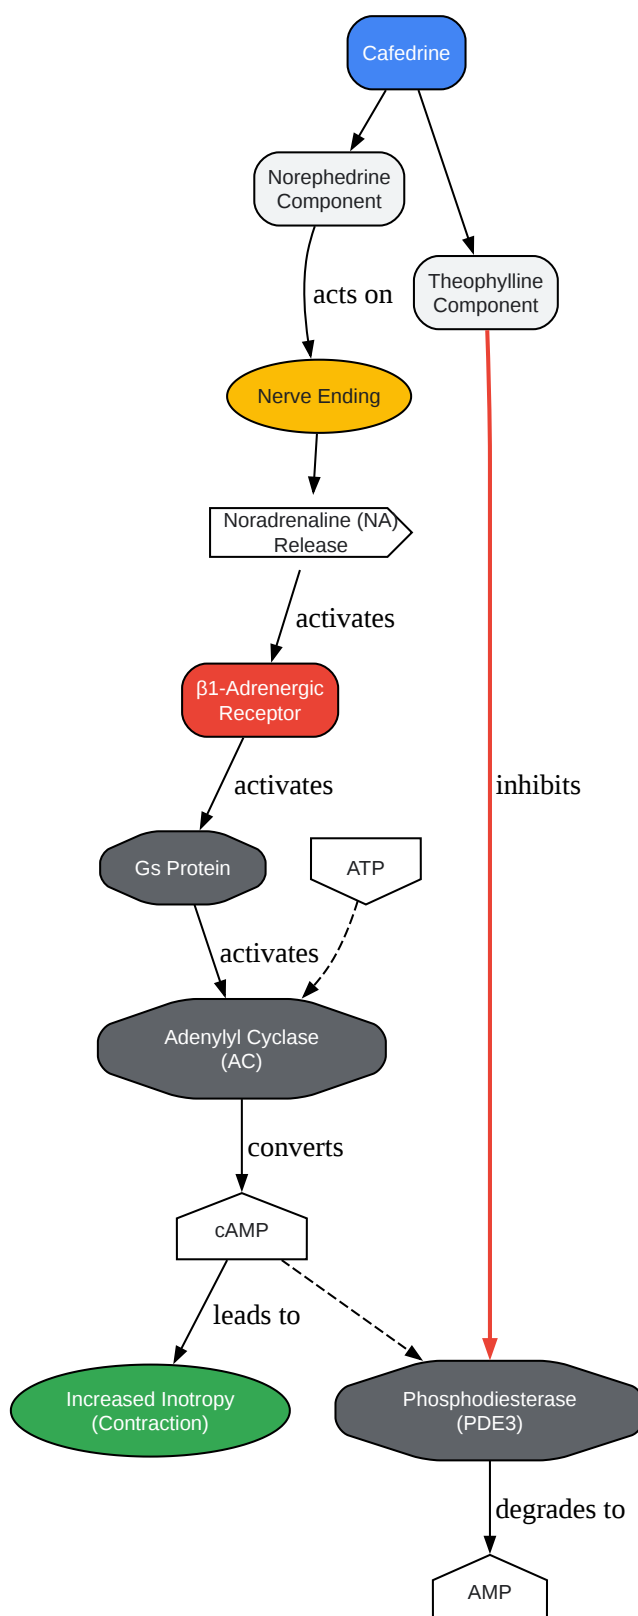 Cafedrine
Norephedrine
Component
Theophylline
Component
acts on
Nerve Ending
Noradrenaline (NA)
Release
activates
β1-Adrenergic
Receptor
activates
inhibits
Gs Protein
ATP
activates
Adenylyl Cyclase
(AC)
converts
cAMP
leads to
Increased Inotropy
(Contraction)
Phosphodiesterase
(PDE3)
degrades to
AMP